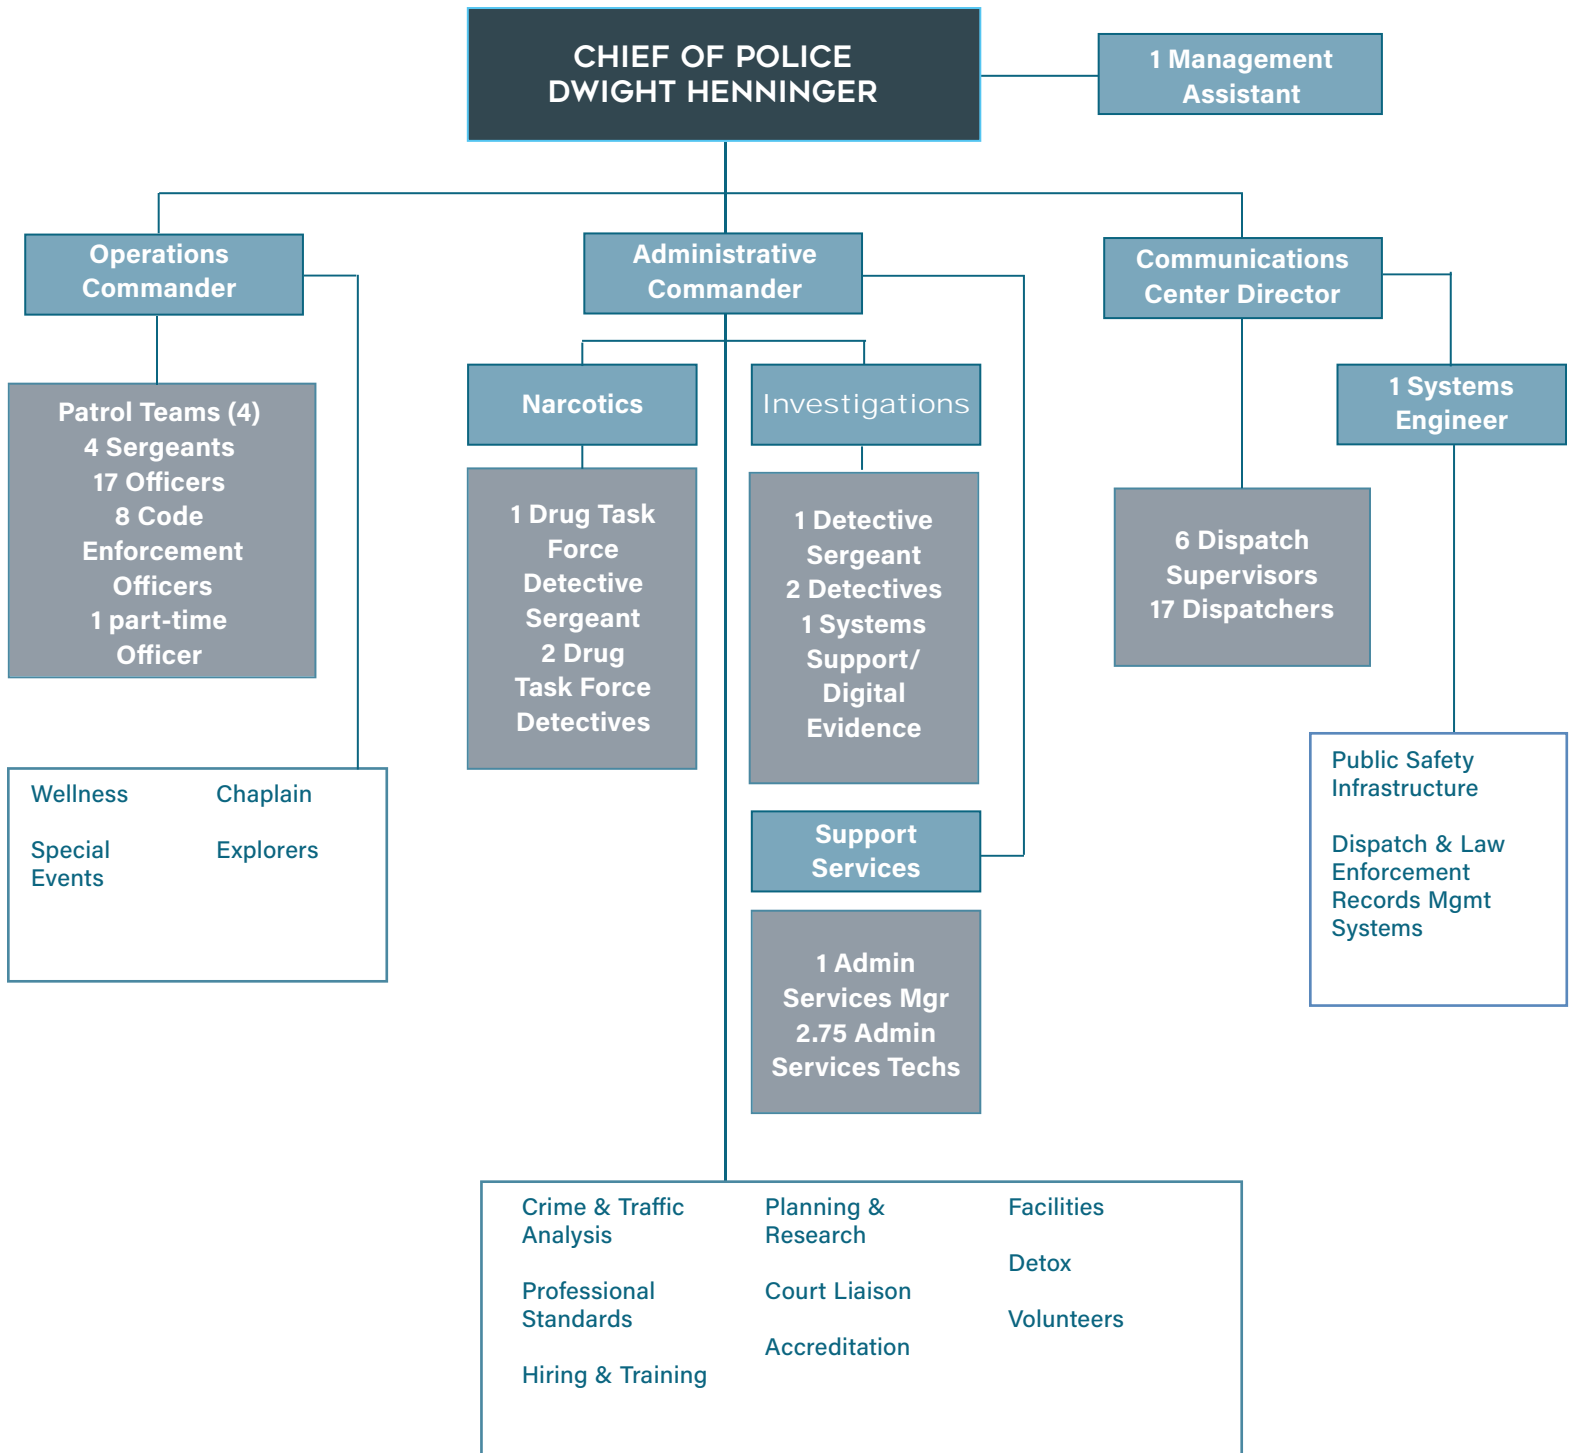 CHIEF OF POLICE
DWIGHT HENNINGER
1 Management
Assistant
Operations
Commander
Administrative
Commander
Communications
Center Director
Patrol Teams (4)
4 Sergeants
17 Officers
8 Code
Enforcement
Officers
1 part-time
Officer
Narcotics
Investigations
1 Systems
Engineer
1 Drug Task
Force
Detective
Sergeant
2 Drug
Task Force
Detectives
1 Detective
Sergeant
2 Detectives
1 Systems
Support/
Digital
Evidence
6 Dispatch
Supervisors
17 Dispatchers
Wellness
Special
Events
Chaplain
Explorers
Support
Services
Public Safety
Infrastructure
Dispatch & Law
Enforcement
Records Mgmt
Systems
1 Admin
Services Mgr
2.75 Admin
Services Techs
Crime & Traffic
Analysis
Professional
Standards
Hiring & Training
Planning &
Research
Court Liaison
Accreditation
Facilities
Detox
Volunteers